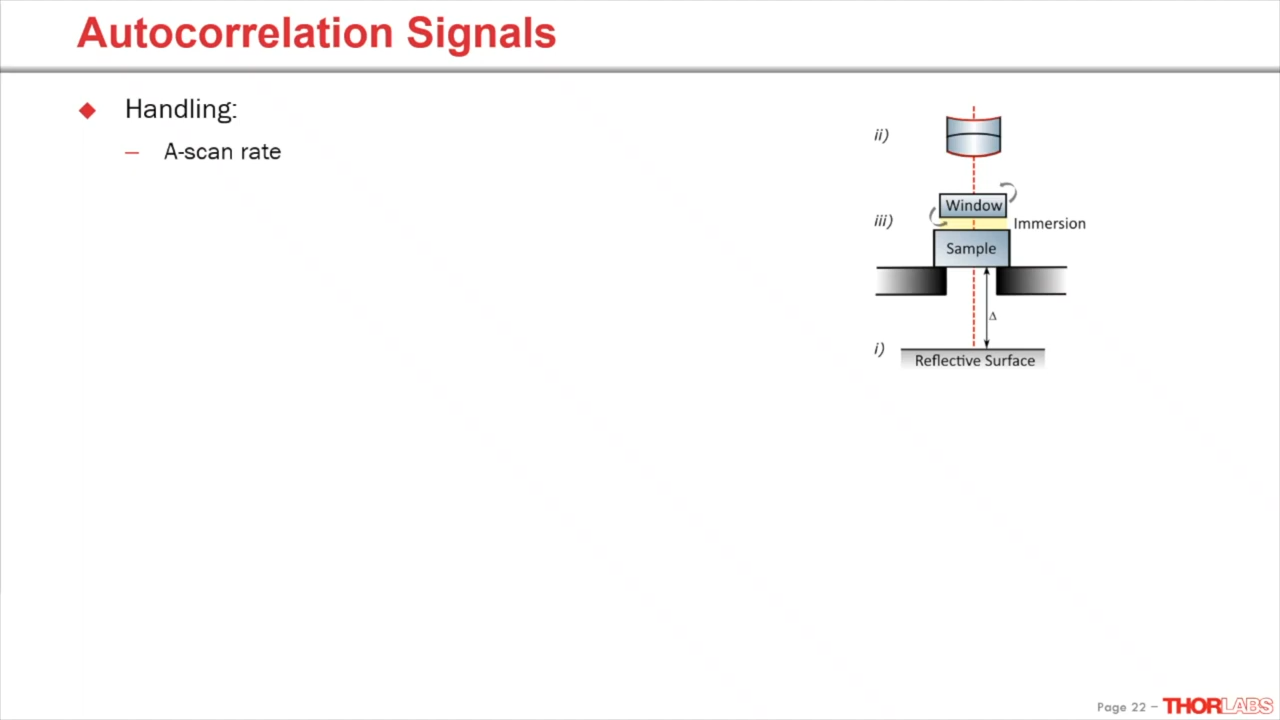 Autocorrelation Signals
◆ Handling:
– A-scan rate
ii)
Window
iii)
Immersion
Sample
Δ
i)
Reflective Surface
Page 22 – THORLABS